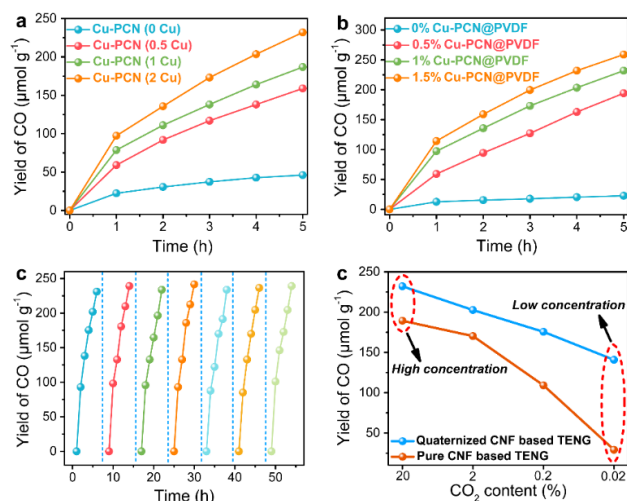 a
Cu-PCN (0 Cu)
Cu-PCN (0.5 Cu)
Cu-PCN (1 Cu)
Cu-PCN (2 Cu)
Yield of CO (μmol g⁻¹)
250
200
150
100
50
0
0 1 2 3 4 5
Time (h)
b
0% Cu-PCN@PVDF
0.5% Cu-PCN@PVDF
1% Cu-PCN@PVDF
1.5% Cu-PCN@PVDF
Yield of CO (μmol g⁻¹)
300
250
200
150
100
50
0
0 1 2 3 4 5
Time (h)
c
Yield of CO (μmol g⁻¹)
250
200
150
100
50
0
0 10 20 30 40 50
Time (h)
c
Low concentration
High concentration
Quaternized CNF based TENG
Pure CNF based TENG
Yield of CO (μmol g⁻¹)
250
200
150
100
50
20 2 0.2 0.02
CO₂ content (%)